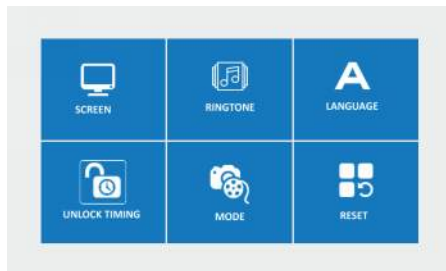 SCREEN
RINGTONE
LANGUAGE
UNLOCK TIMING
MODE
RESET